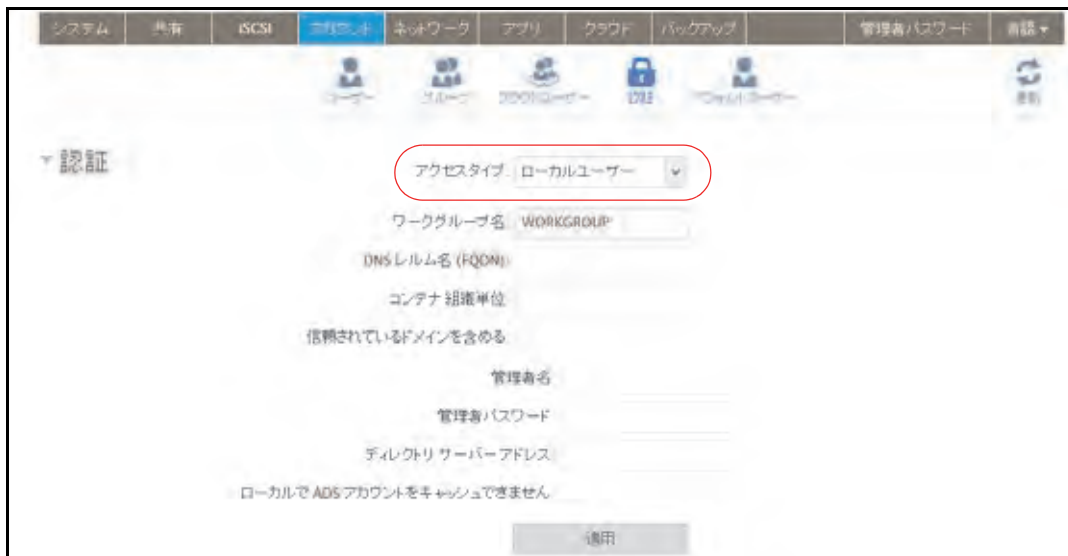 システム 共有 iSCSI アカウント ネットワーク アプリ クラウド バックアップ 管理者パスワード 言語
ユーザー グループ クラウドユーザー 認証 デフォルトユーザー 更新
認証
アクセスタイプ ローカルユーザー
ワークグループ名 WORKGROUP
DNS レルム名 (FQDN)
コンテナ 組織単位
信頼されているドメインを含める
管理者名
管理者パスワード
ディレクトリ サーバー アドレス
ローカルで ADS アカウントをキャッシュできません
適用